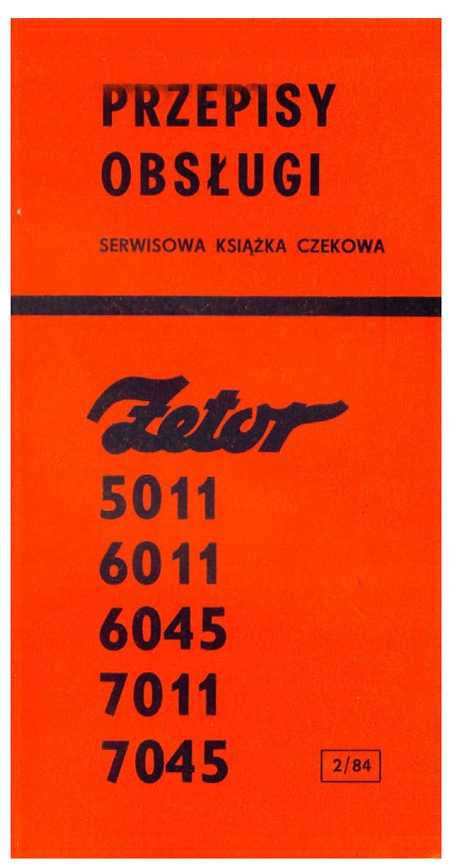 PRZEPISY
OBSŁUGI
SERWISOWA KSIĄŻKA CZEKOWA
Zetor
5011
6011
6045
7011
7045
2/84